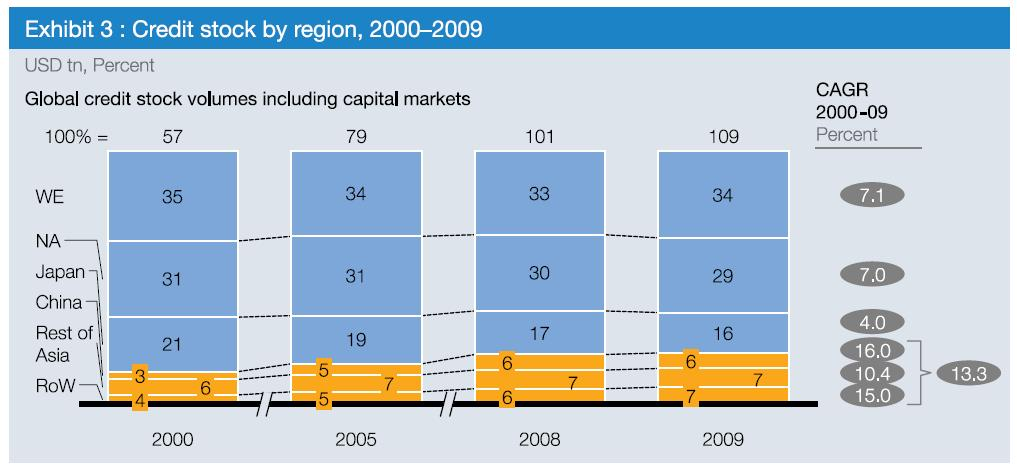 Exhibit 3 : Credit stock by region, 2000–2009
USD tn, Percent
Global credit stock volumes including capital markets
CAGR
2000-09
Percent
100% = 57 79 101 109
WE 35 34 33 34 7.1
NA 31 31 30 29 7.0
Japan 21 19 17 16 4.0
China 3 5 6 6 16.0
Rest of
Asia 6 7 7 7 10.4 13.3
RoW 4 5 6 7 15.0
2000 2005 2008 2009